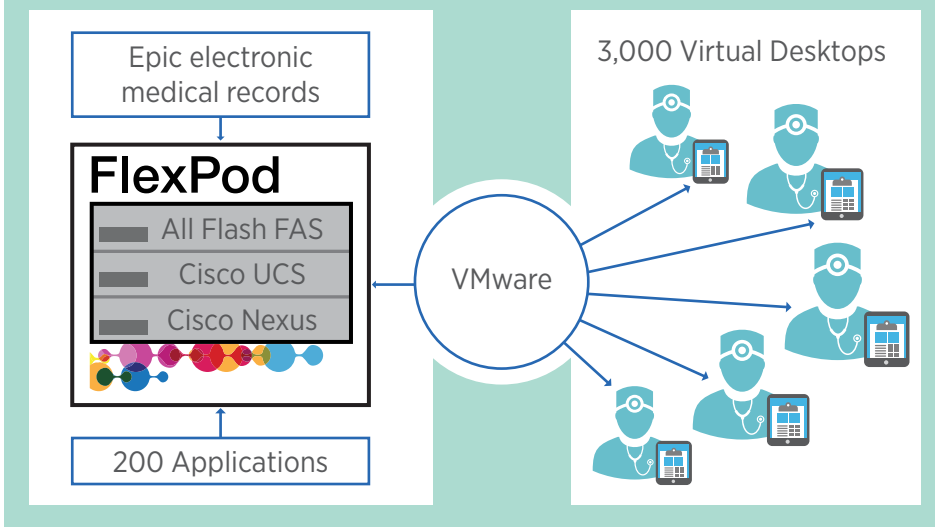 Epic electronic
medical records
FlexPod
All Flash FAS
Cisco UCS
Cisco Nexus
200 Applications
VMware
3,000 Virtual Desktops